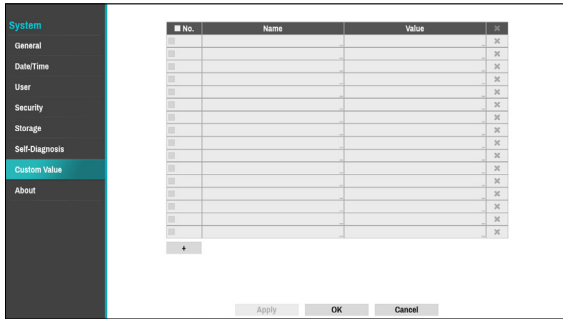 System
General
Date/Time
User
Security
Storage
Self-Diagnosis
Custom Value
About
No. Name Value
+
Apply OK Cancel